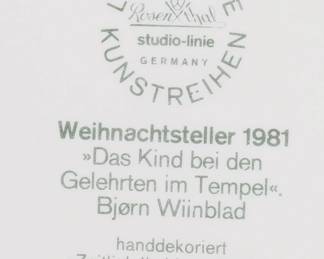 Rosenthal
studio-linie
GERMANY
KUNSTREIHEN
Weihnachtsteller 1981
»Das Kind bei den
Gelehrten im Tempel«.
Bjørn Wiinblad
handdekoriert